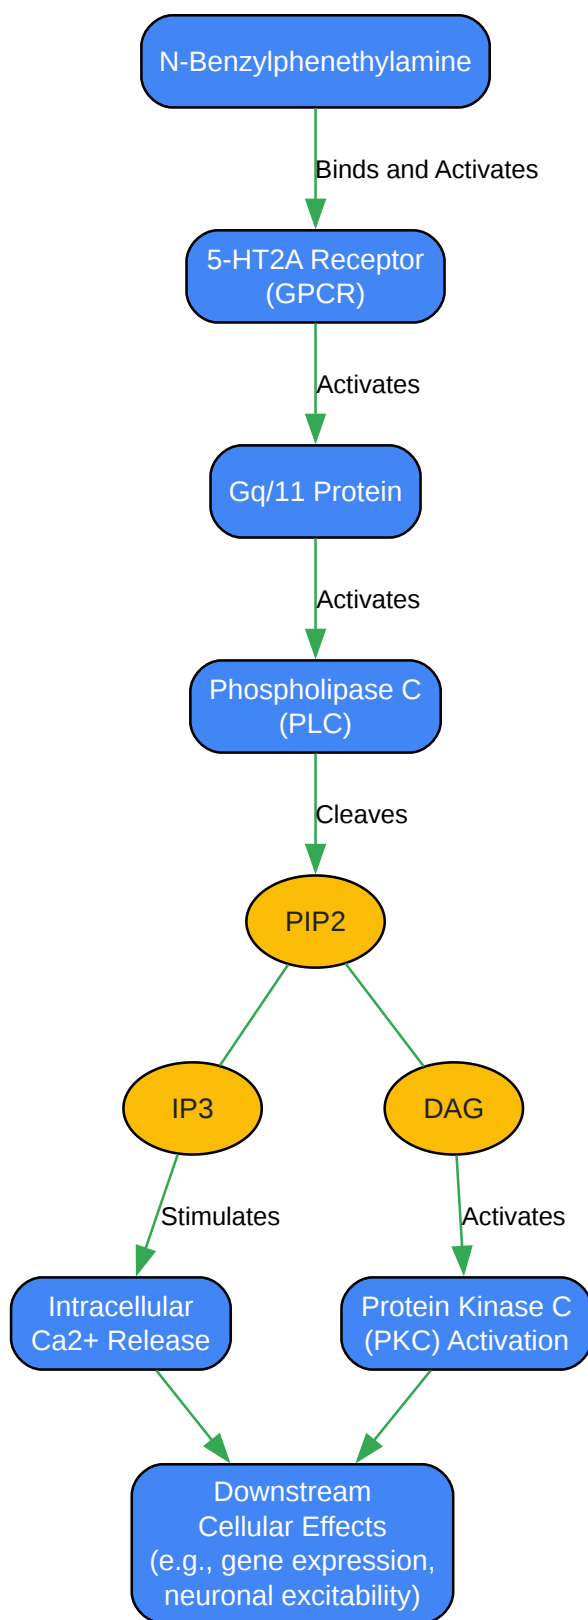 N-Benzylphenethylamine
Binds and Activates
5-HT2A Receptor
(GPCR)
Activates
Gq/11 Protein
Activates
Phospholipase C
(PLC)
Cleaves
PIP2
IP3
DAG
Stimulates
Activates
Intracellular
Ca2+ Release
Protein Kinase C
(PKC) Activation
Downstream
Cellular Effects
(e.g., gene expression,
neuronal excitability)